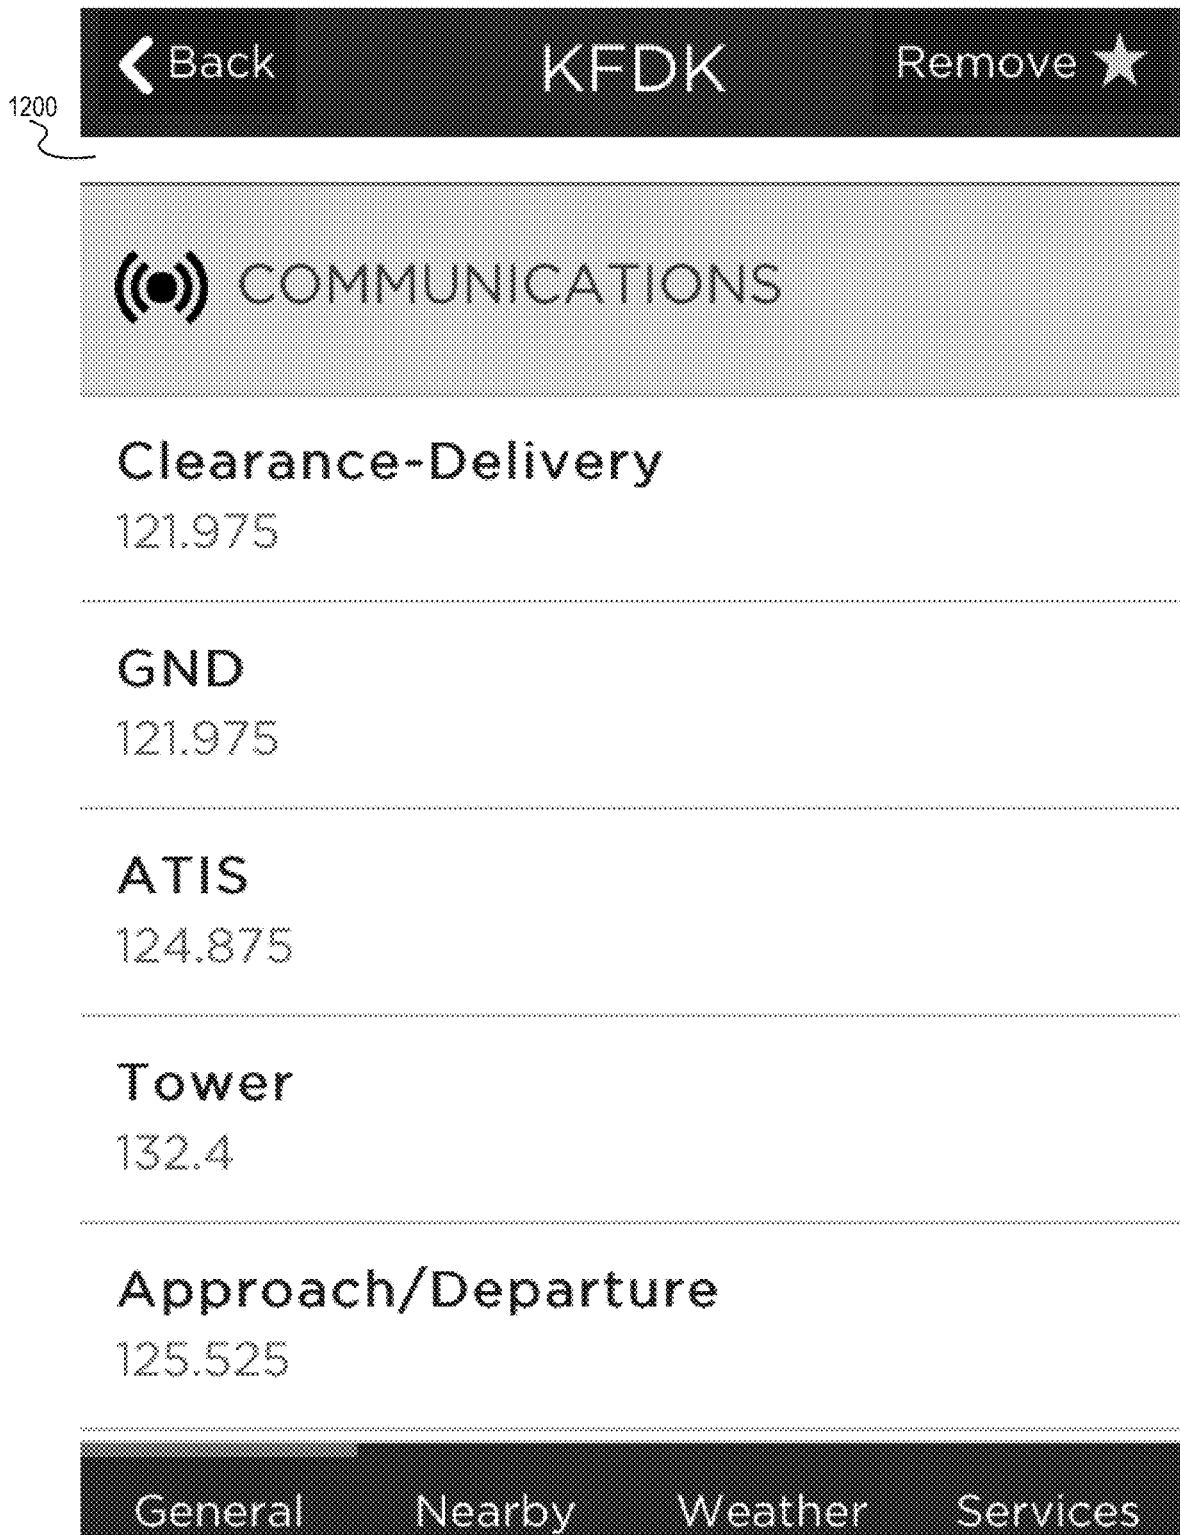 Back KFDK Remove
1200
COMMUNICATIONS
Clearance-Delivery
121.975
GND
121.975
ATIS
124.875
Tower
132.4
Approach/Departure
125.525
General Nearby Weather Services